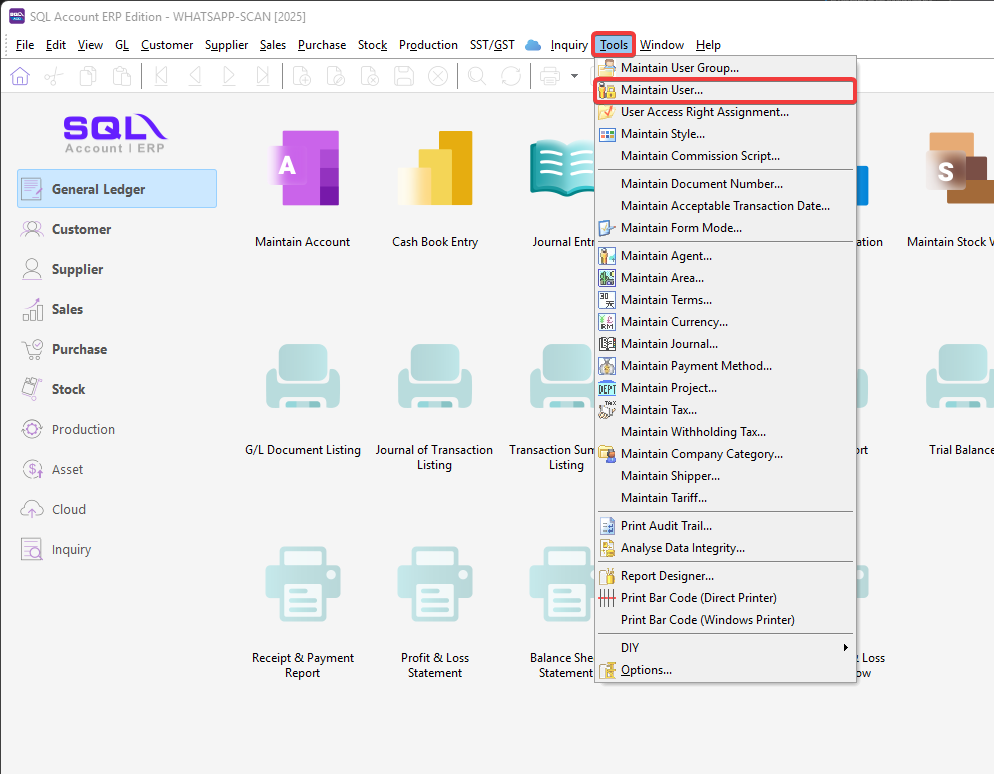 SQL Account ERP Edition - WHATSAPP-SCAN [2025]
File Edit View GL Customer Supplier Sales Purchase Stock Production SST/GST Inquiry Tools Window Help
SQL
Account | ERP
General Ledger
Customer
Supplier
Sales
Purchase
Stock
Production
Asset
Cloud
Inquiry
A
Maintain Account
Cash Book Entry
Journal Entr
ation
S
Maintain Stock V
G/L Document Listing
Journal of Transaction
Listing
Transaction Sum
Listing
ort
Trial Balance
Receipt & Payment
Report
Profit & Loss
Statement
Balance She
Statement
& Loss
ow
Maintain User Group...
Maintain User...
User Access Right Assignment...
Maintain Style...
Maintain Commission Script...
Maintain Document Number...
Maintain Acceptable Transaction Date...
Maintain Form Mode...
Maintain Agent...
Maintain Area...
Maintain Terms...
Maintain Currency...
Maintain Journal...
Maintain Payment Method...
Maintain Project...
Maintain Tax...
Maintain Withholding Tax...
Maintain Company Category...
Maintain Shipper...
Maintain Tariff...
Print Audit Trail...
Analyse Data Integrity...
Report Designer...
Print Bar Code (Direct Printer)
Print Bar Code (Windows Printer)
DIY
Options...